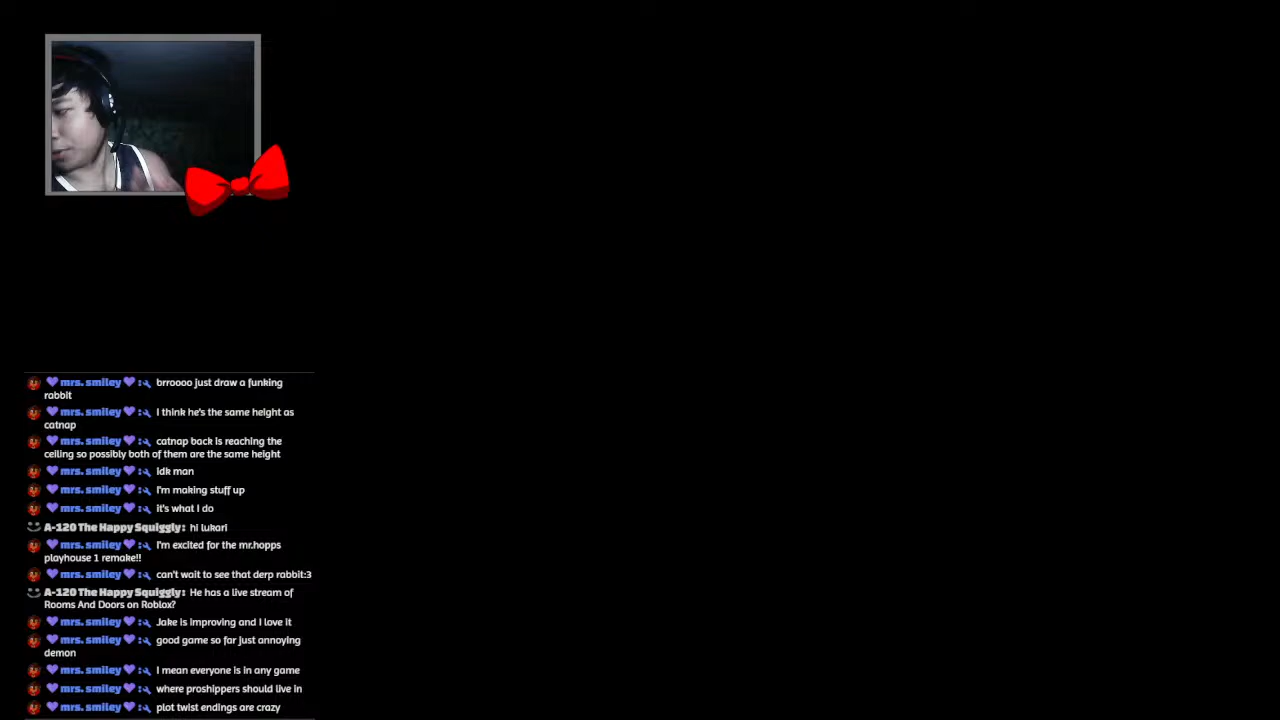 mrs. smiley : brroooo just draw a funking
rabbit
mrs. smiley : I think he's the same height as
catnap
mrs. smiley : catnap back is reaching the
ceiling so possibly both of them are the same height
mrs. smiley : Idk man
mrs. smiley : I'm making stuff up
mrs. smiley : it's what I do
A-120 The Happy Squiggly: hi lukari
mrs. smiley : I'm excited for the mr.hopps
playhouse 1 remake!!
mrs. smiley : can't wait to see that derp rabbit:3
A-120 The Happy Squiggly: He has a live stream of
Rooms And Doors on Roblox?
mrs. smiley : Jake is improving and I love it
mrs. smiley : good game so far just annoying
demon
mrs. smiley : I mean everyone is in any game
mrs. smiley : where proshippers should live in
mrs. smiley : plot twist endings are crazy